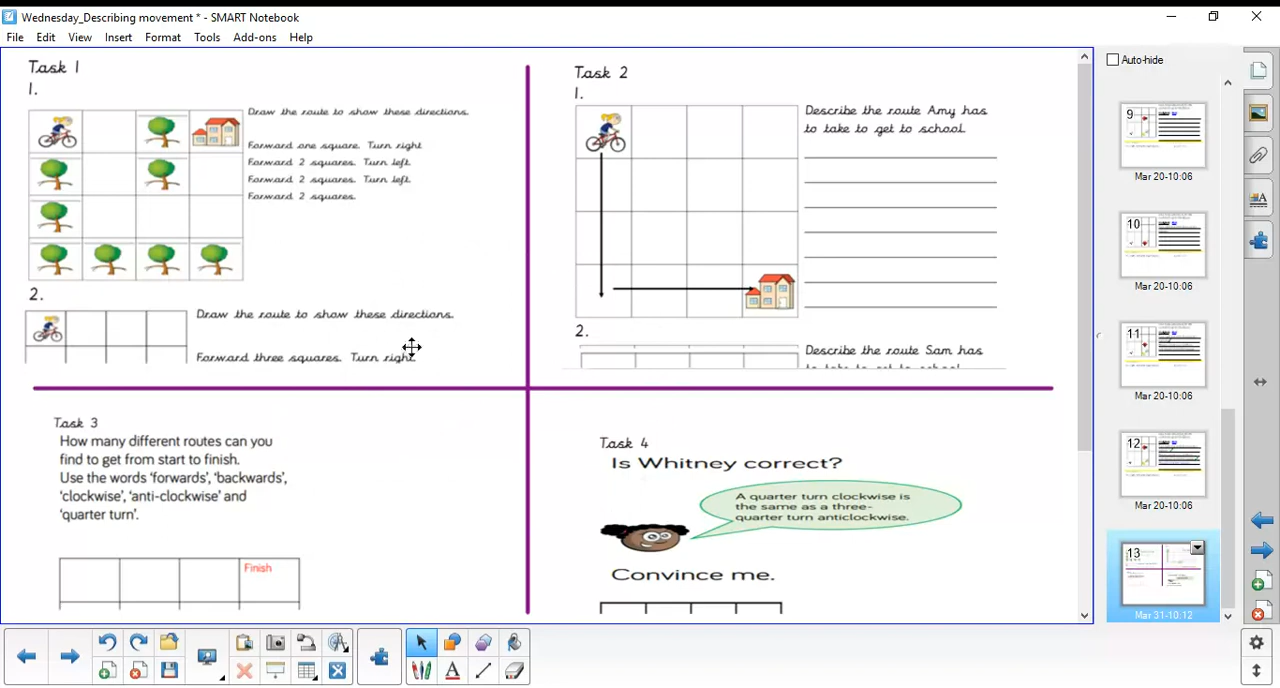 Wednesday_Describing movement * - SMART Notebook
File Edit View Insert Format Tools Add-ons Help
Task 1
1.
Draw the route to show these directions.
Forward one square. Turn right
Forward 2 squares. Turn left.
Forward 2 squares. Turn left.
Forward 2 squares.
2.
Draw the route to show these directions.
Forward three squares. Turn right.
Task 2
1.
Describe the route Amy has
to take to get to school.
2.
Describe the route Sam has
to take to get to school.
Task 3
How many different routes can you
find to get from start to finish.
Use the words ‘forwards’, ‘backwards’,
‘clockwise’, ‘anti-clockwise’ and
‘quarter turn’.
Finish
Task 4
Is Whitney correct?
A quarter turn clockwise is
the same as a three-
quarter turn anticlockwise.
Convince me.
Auto-hide
9
Mar 20-10:06
10
Mar 20-10:06
11
Mar 20-10:06
12
Mar 20-10:06
13
Mar 31-10:12